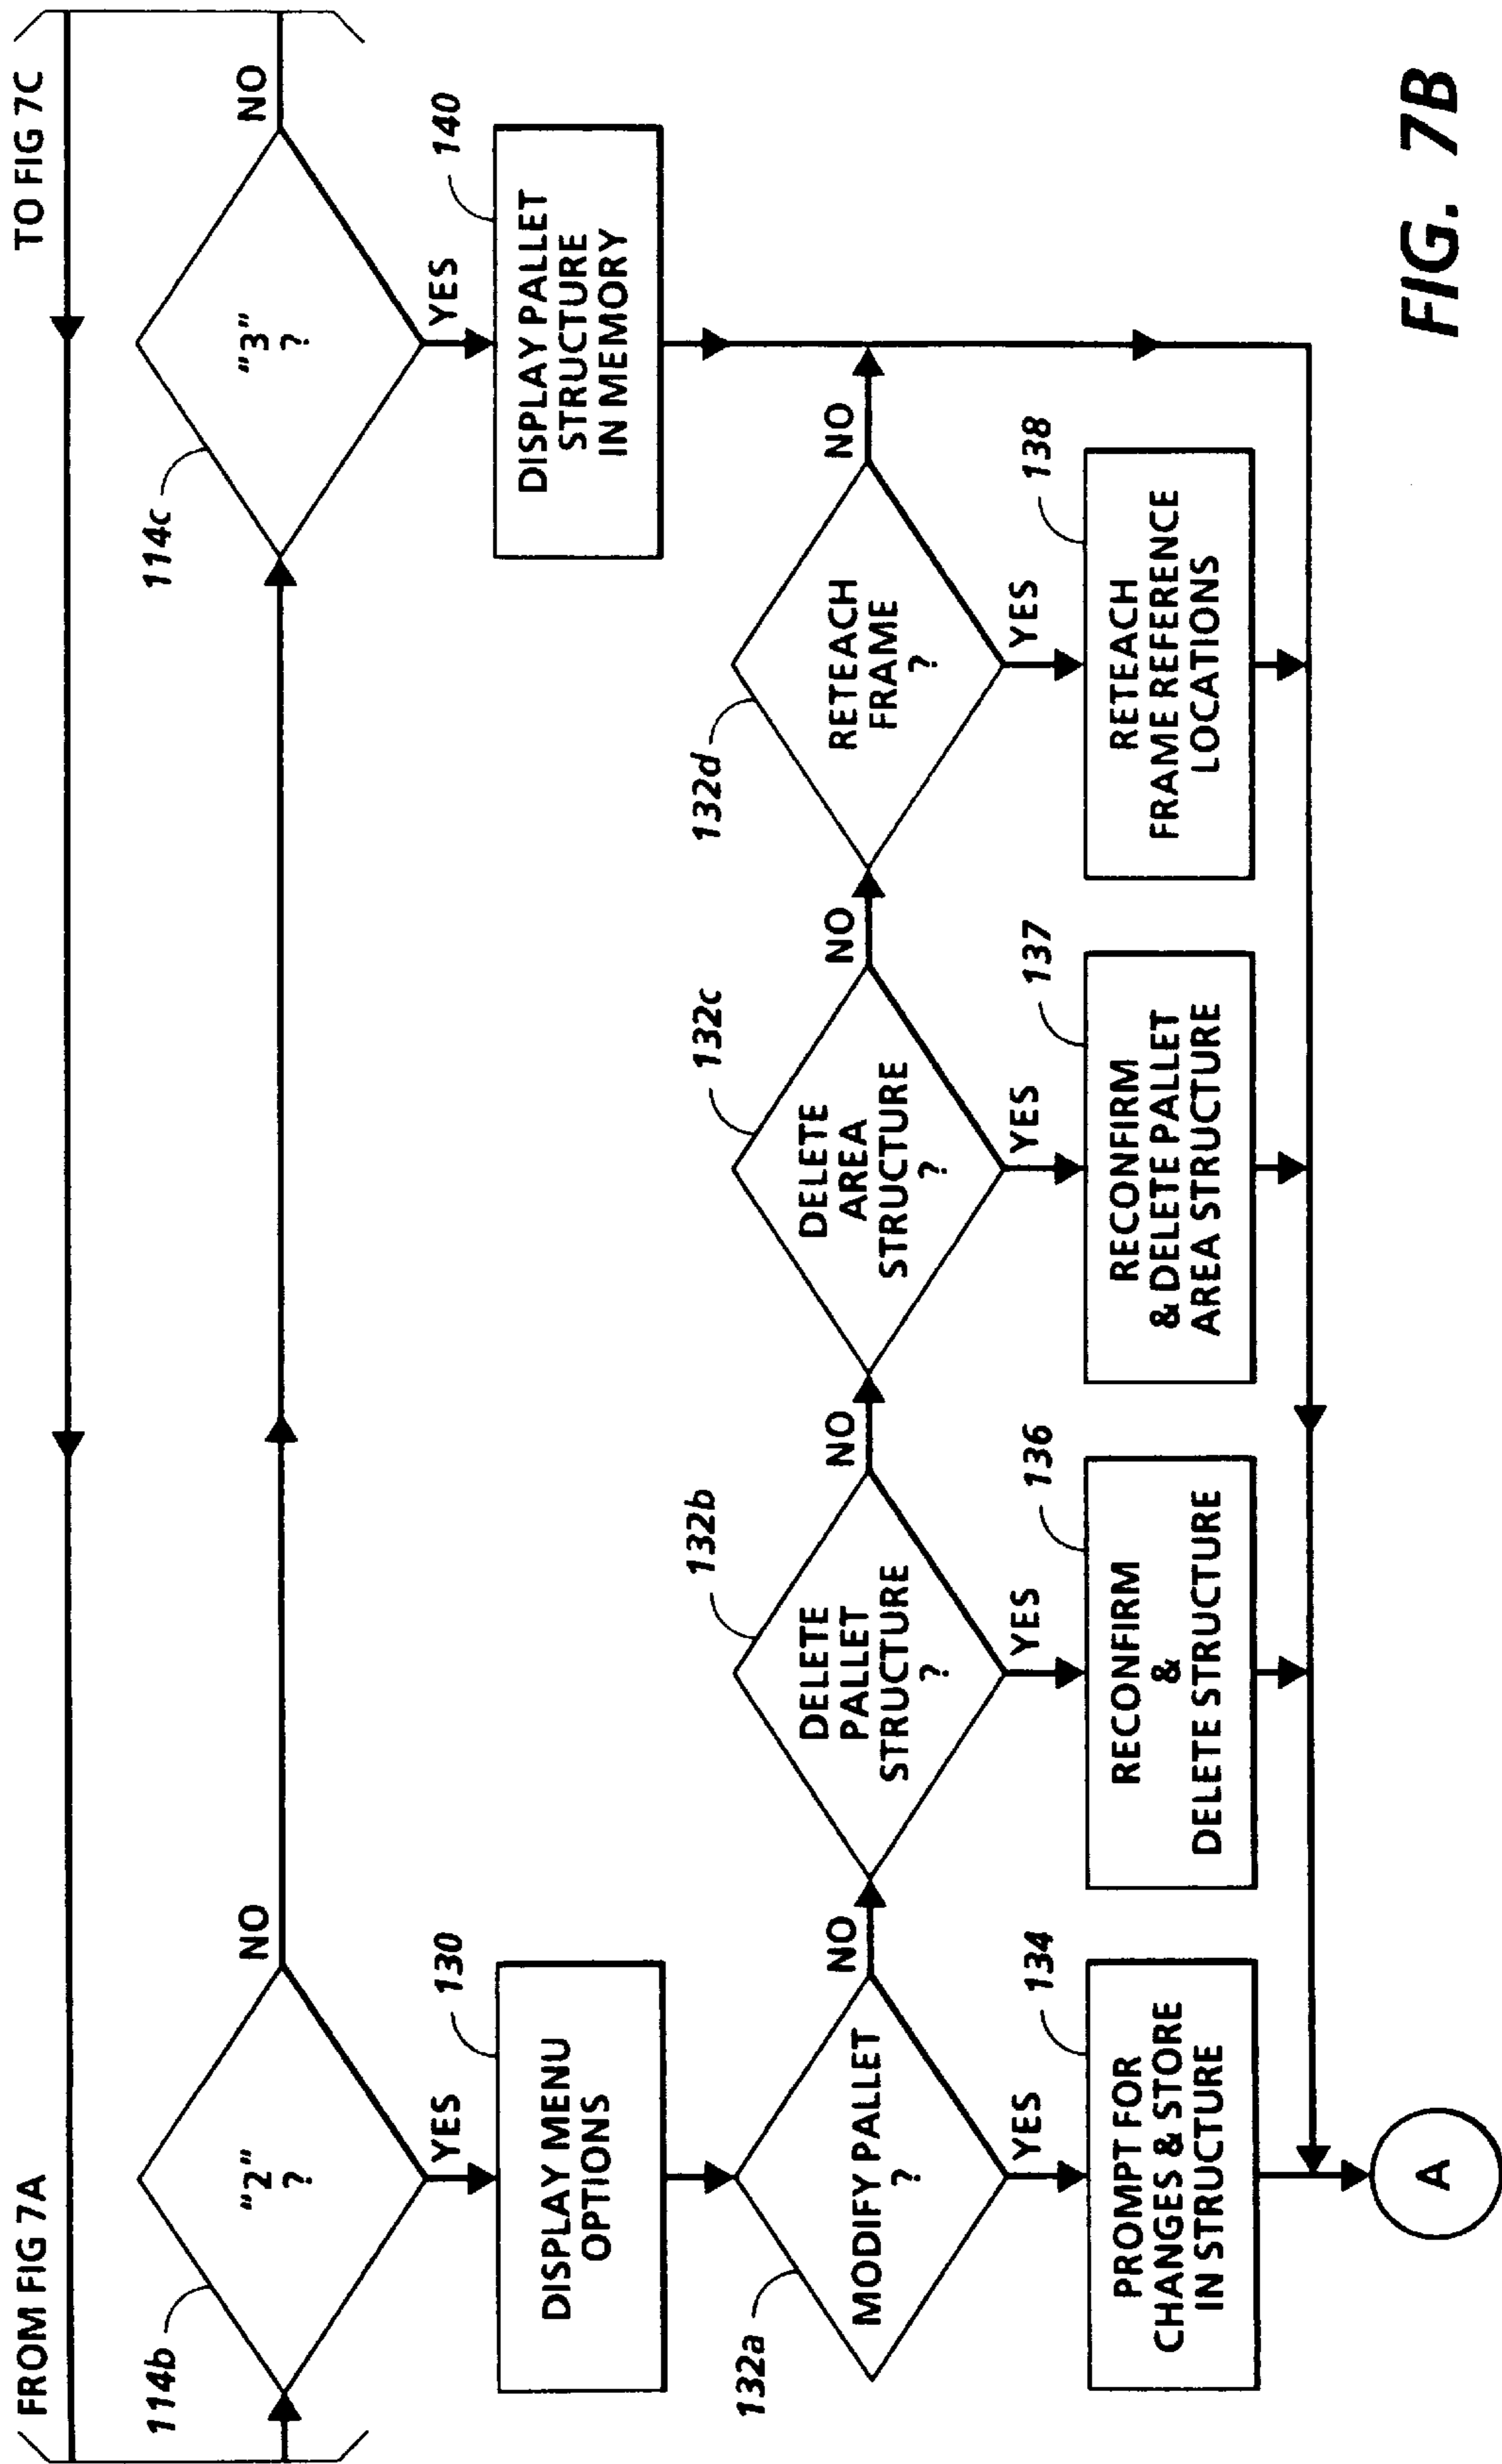 FROM FIG 7A
TO FIG 7C
114b
"2"
?
NO
YES
114c
"3"
?
NO
YES
130
DISPLAY MENU
OPTIONS
140
DISPLAY PALLET
STRUCTURE
IN MEMORY
132a
MODIFY PALLET
?
NO
YES
132b
DELETE
PALLET
STRUCTURE
?
NO
YES
132c
DELETE
AREA
STRUCTURE
?
NO
YES
132d
RETEACH
FRAME
?
NO
YES
134
PROMPT FOR
CHANGES & STORE
IN STRUCTURE
136
RECONFIRM
&
DELETE STRUCTURE
137
RECONFIRM
& DELETE PALLET
AREA STRUCTURE
138
RETEACH
FRAME REFERENCE
LOCATIONS
A
FIG. 7B